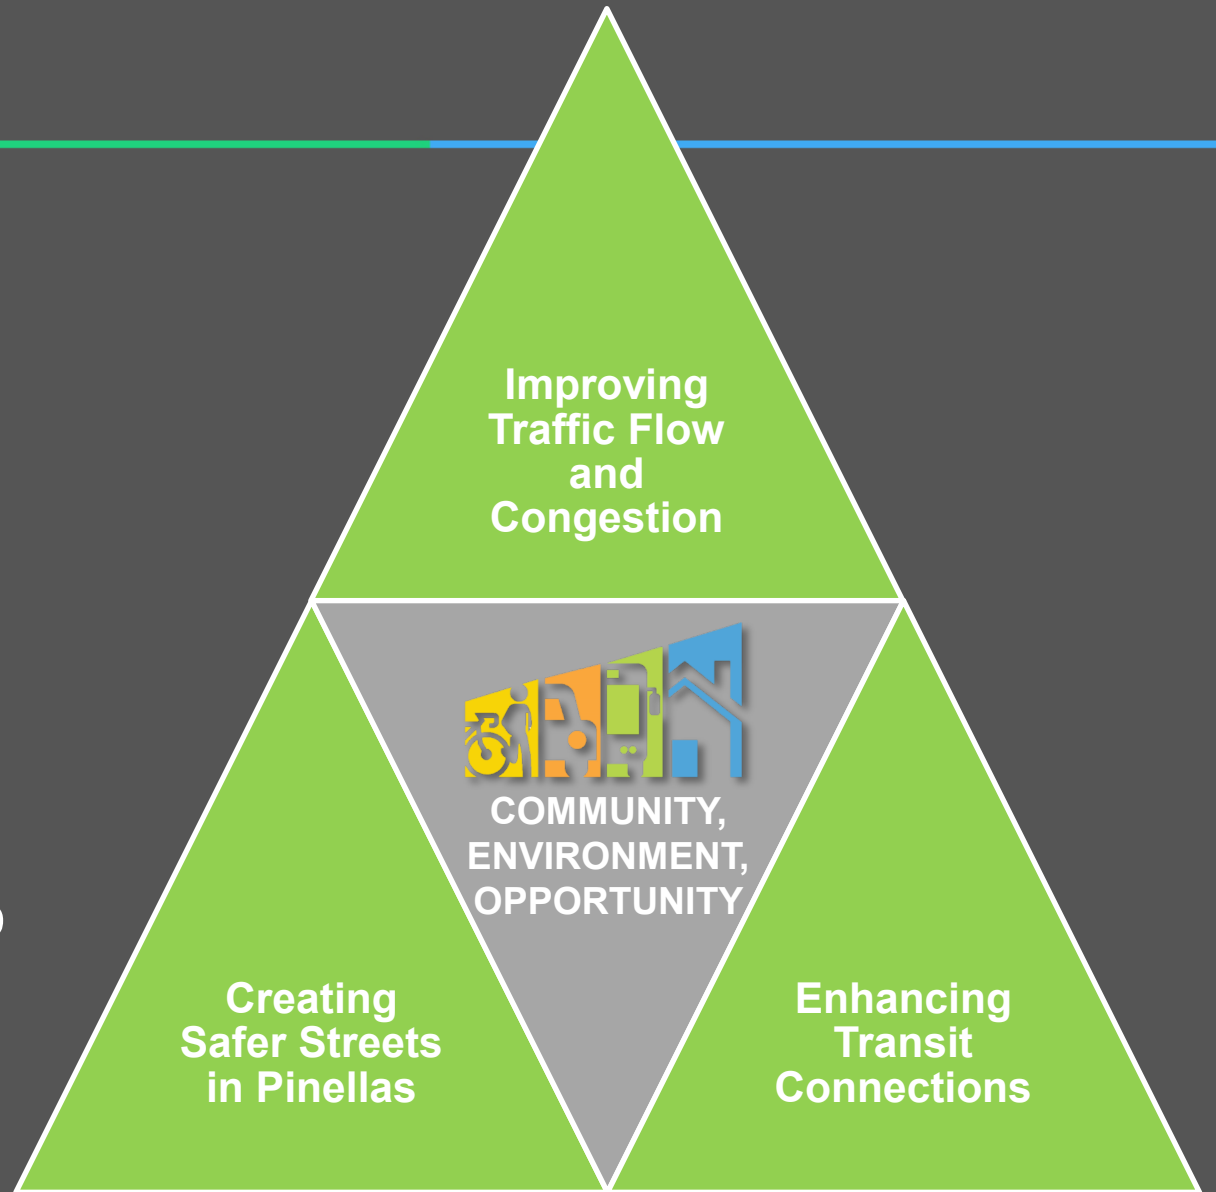 Improving
Traffic Flow
and
Congestion
COMMUNITY,
ENVIRONMENT,
OPPORTUNITY
Creating
Safer Streets
in Pinellas
Enhancing
Transit
Connections